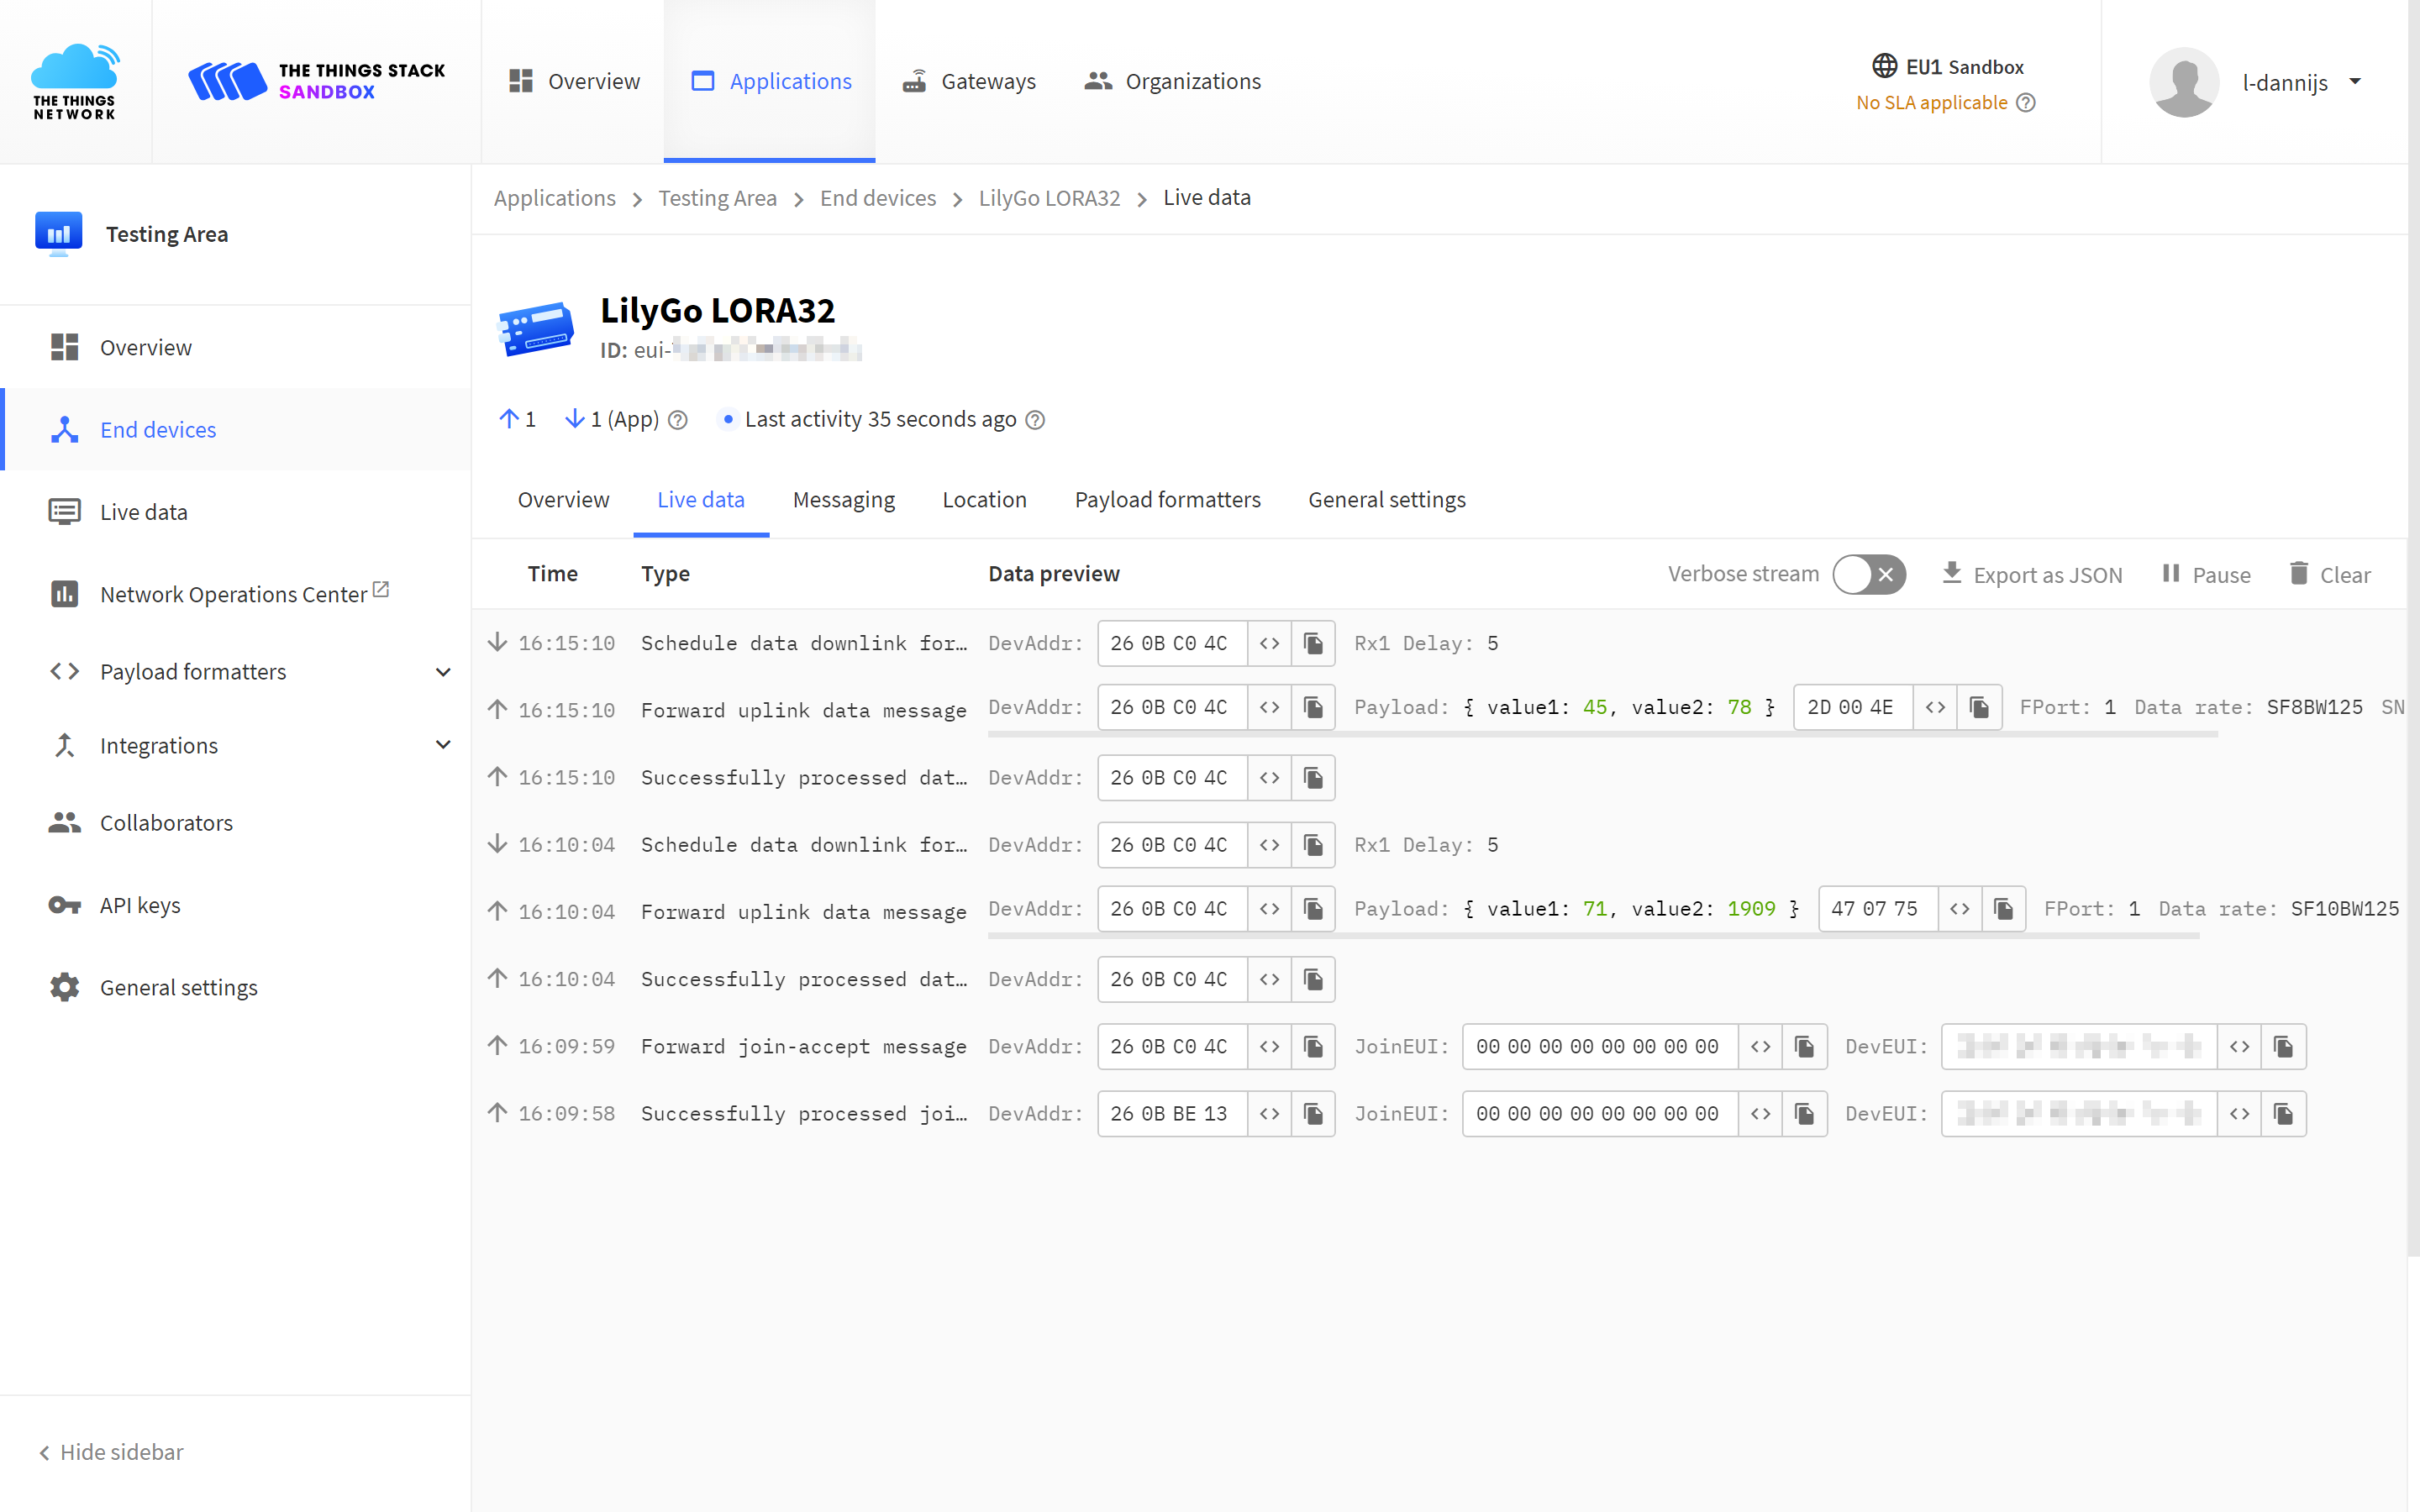 THE THINGS NETWORK
THE THINGS STACK
SANDBOX
Overview
Applications
Gateways
Organizations
EU1 Sandbox
No SLA applicable
l-dannijs
Testing Area
Overview
End devices
Live data
Network Operations Center
Payload formatters
Integrations
Collaborators
API keys
General settings
Hide sidebar
Applications > Testing Area > End devices > LilyGo LORA32 > Live data
LilyGo LORA32
ID: eui-
1 1 (App) Last activity 35 seconds ago
Overview Live data Messaging Location Payload formatters General settings
Time Type Data preview Verbose stream Export as JSON Pause Clear
16:15:10 Schedule data downlink for… DevAddr: 26 0B C0 4C <> Rx1 Delay: 5
16:15:10 Forward uplink data message DevAddr: 26 0B C0 4C <> Payload: { value1: 45, value2: 78 } 2D 00 4E <> FPort: 1 Data rate: SF8BW125 SN
16:15:10 Successfully processed dat… DevAddr: 26 0B C0 4C <>
16:10:04 Schedule data downlink for… DevAddr: 26 0B C0 4C <> Rx1 Delay: 5
16:10:04 Forward uplink data message DevAddr: 26 0B C0 4C <> Payload: { value1: 71, value2: 1909 } 47 07 75 <> FPort: 1 Data rate: SF10BW125
16:10:04 Successfully processed dat… DevAddr: 26 0B C0 4C <>
16:09:59 Forward join-accept message DevAddr: 26 0B C0 4C <> JoinEUI: 00 00 00 00 00 00 00 00 <> DevEUI: <>
16:09:58 Successfully processed joi… DevAddr: 26 0B BE 13 <> JoinEUI: 00 00 00 00 00 00 00 00 <> DevEUI: <>